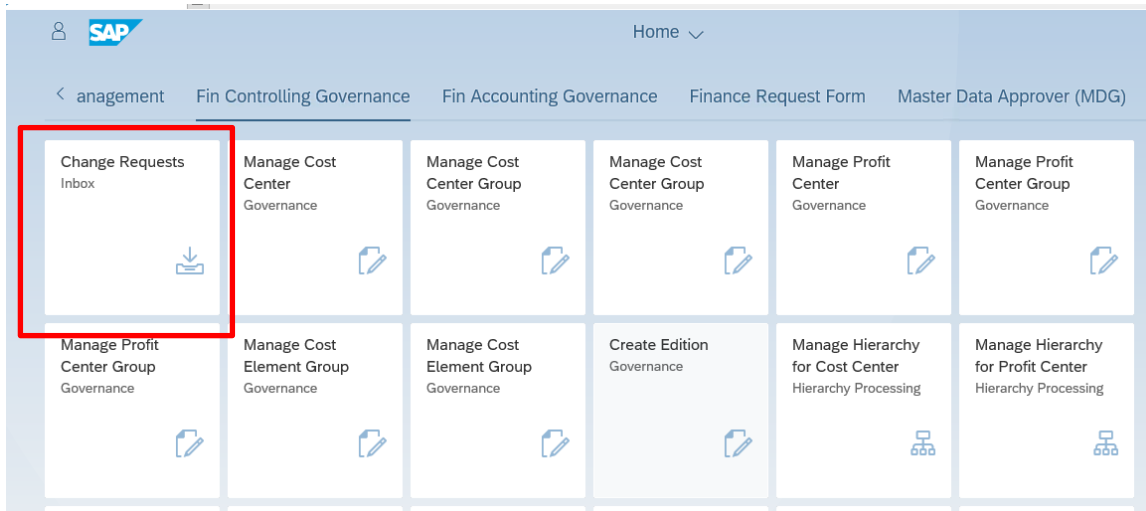 SAP
Home
anagement
Fin Controlling Governance
Fin Accounting Governance
Finance Request Form
Master Data Approver (MDG)
Change Requests
Inbox
Manage Cost
Center
Governance
Manage Cost
Center Group
Governance
Manage Cost
Center Group
Governance
Manage Profit
Center
Governance
Manage Profit
Center Group
Governance
Manage Profit
Center Group
Governance
Manage Cost
Element Group
Governance
Manage Cost
Element Group
Governance
Create Edition
Governance
Manage Hierarchy
for Cost Center
Hierarchy Processing
Manage Hierarchy
for Profit Center
Hierarchy Processing